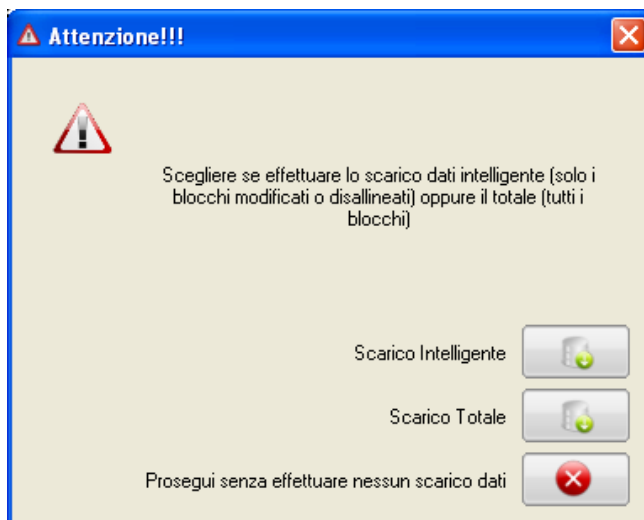 Attenzione!!!
Scegliere se effettuare lo scarico dati intelligente (solo i
blocchi modificati o disallineati) oppure il totale (tutti i
blocchi)
Scarico Intelligente
Scarico Totale
Prosegui senza effettuare nessun scarico dati